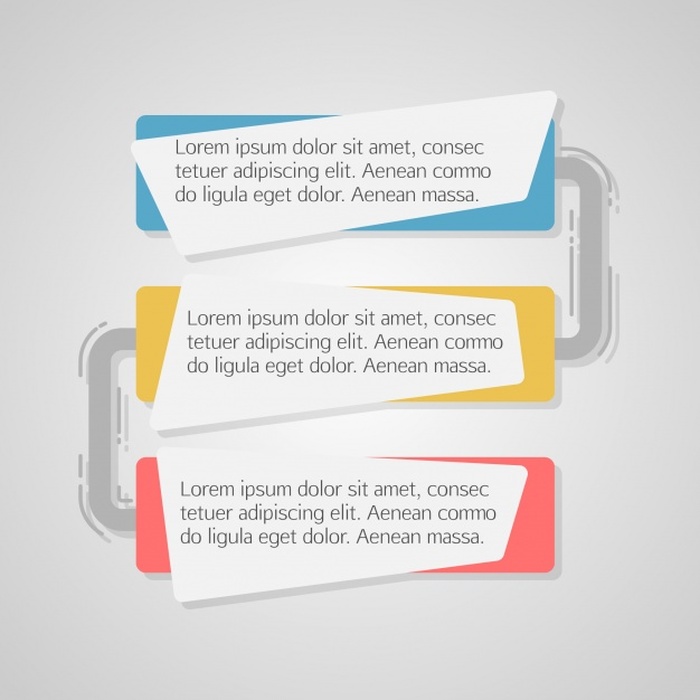 Lorem ipsum dolor sit amet, consec
tetuer adipiscing elit. Aenean commo
do ligula eget dolor. Aenean massa.
Lorem ipsum dolor sit amet, consec
tetuer adipiscing elit. Aenean commo
do ligula eget dolor. Aenean massa.
Lorem ipsum dolor sit amet, consec
tetuer adipiscing elit. Aenean commo
do ligula eget dolor. Aenean massa.